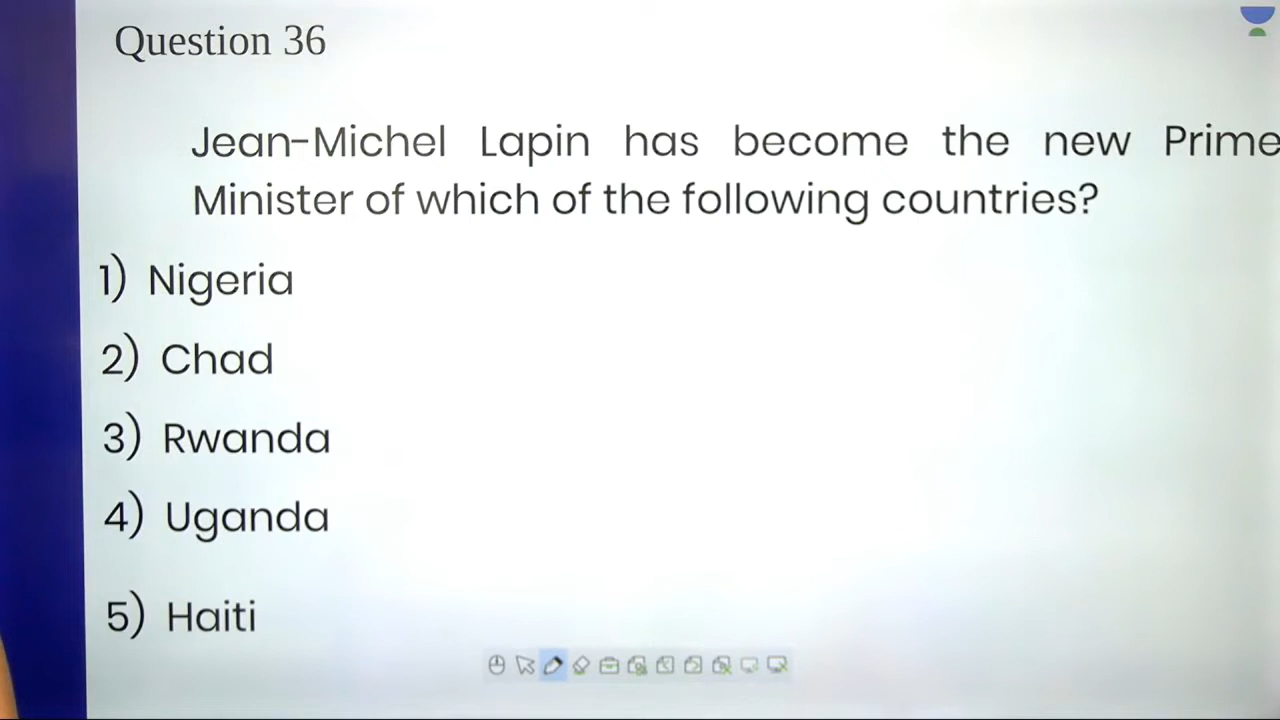 Question 36
Jean-Michel Lapin has become the new Prime
Minister of which of the following countries?
1) Nigeria
2) Chad
3) Rwanda
4) Uganda
5) Haiti